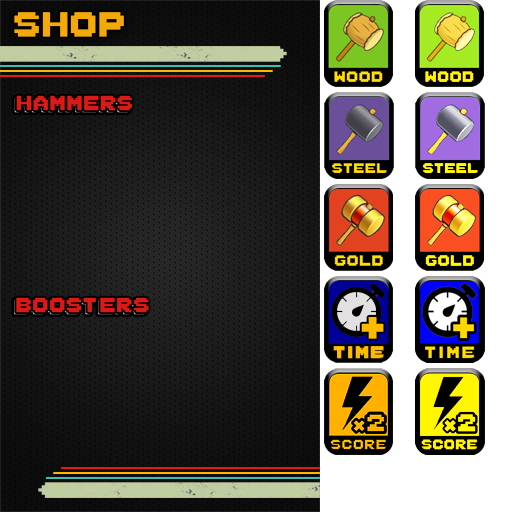 SHOP
HAMMERS
BOOSTERS
WOOD
WOOD
STEEL
STEEL
GOLD
GOLD
TIME
TIME
x2
SCORE
x2
SCORE